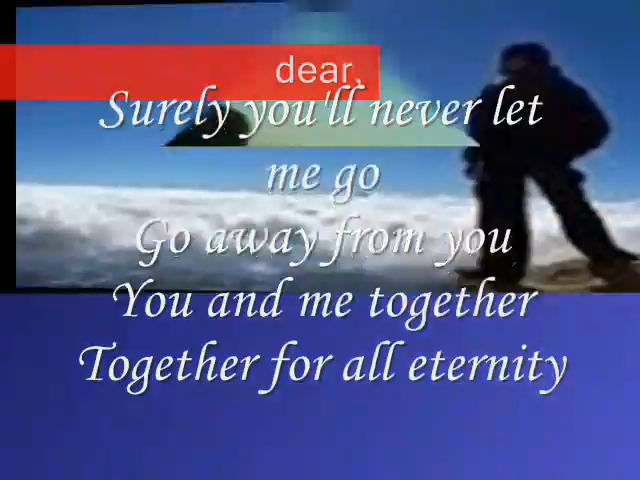 dear,
Surely you'll never let
me go
Go away from you
You and me together
Together for all eternity